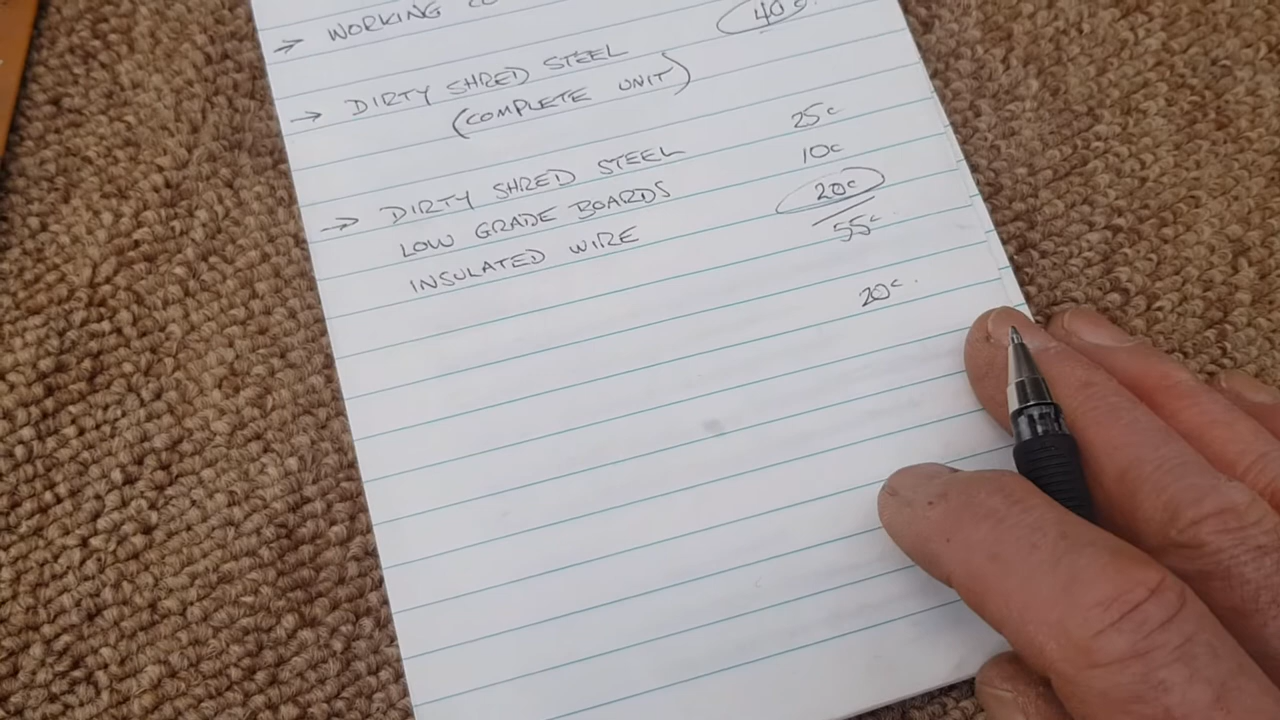 → WORKING
→ DIRTY SHRED STEEL 40c.
(COMPLETE UNIT)
→ DIRTY SHRED STEEL 25c
LOW GRADE BOARDS 10c
INSULATED WIRE 20c
55c
20c.